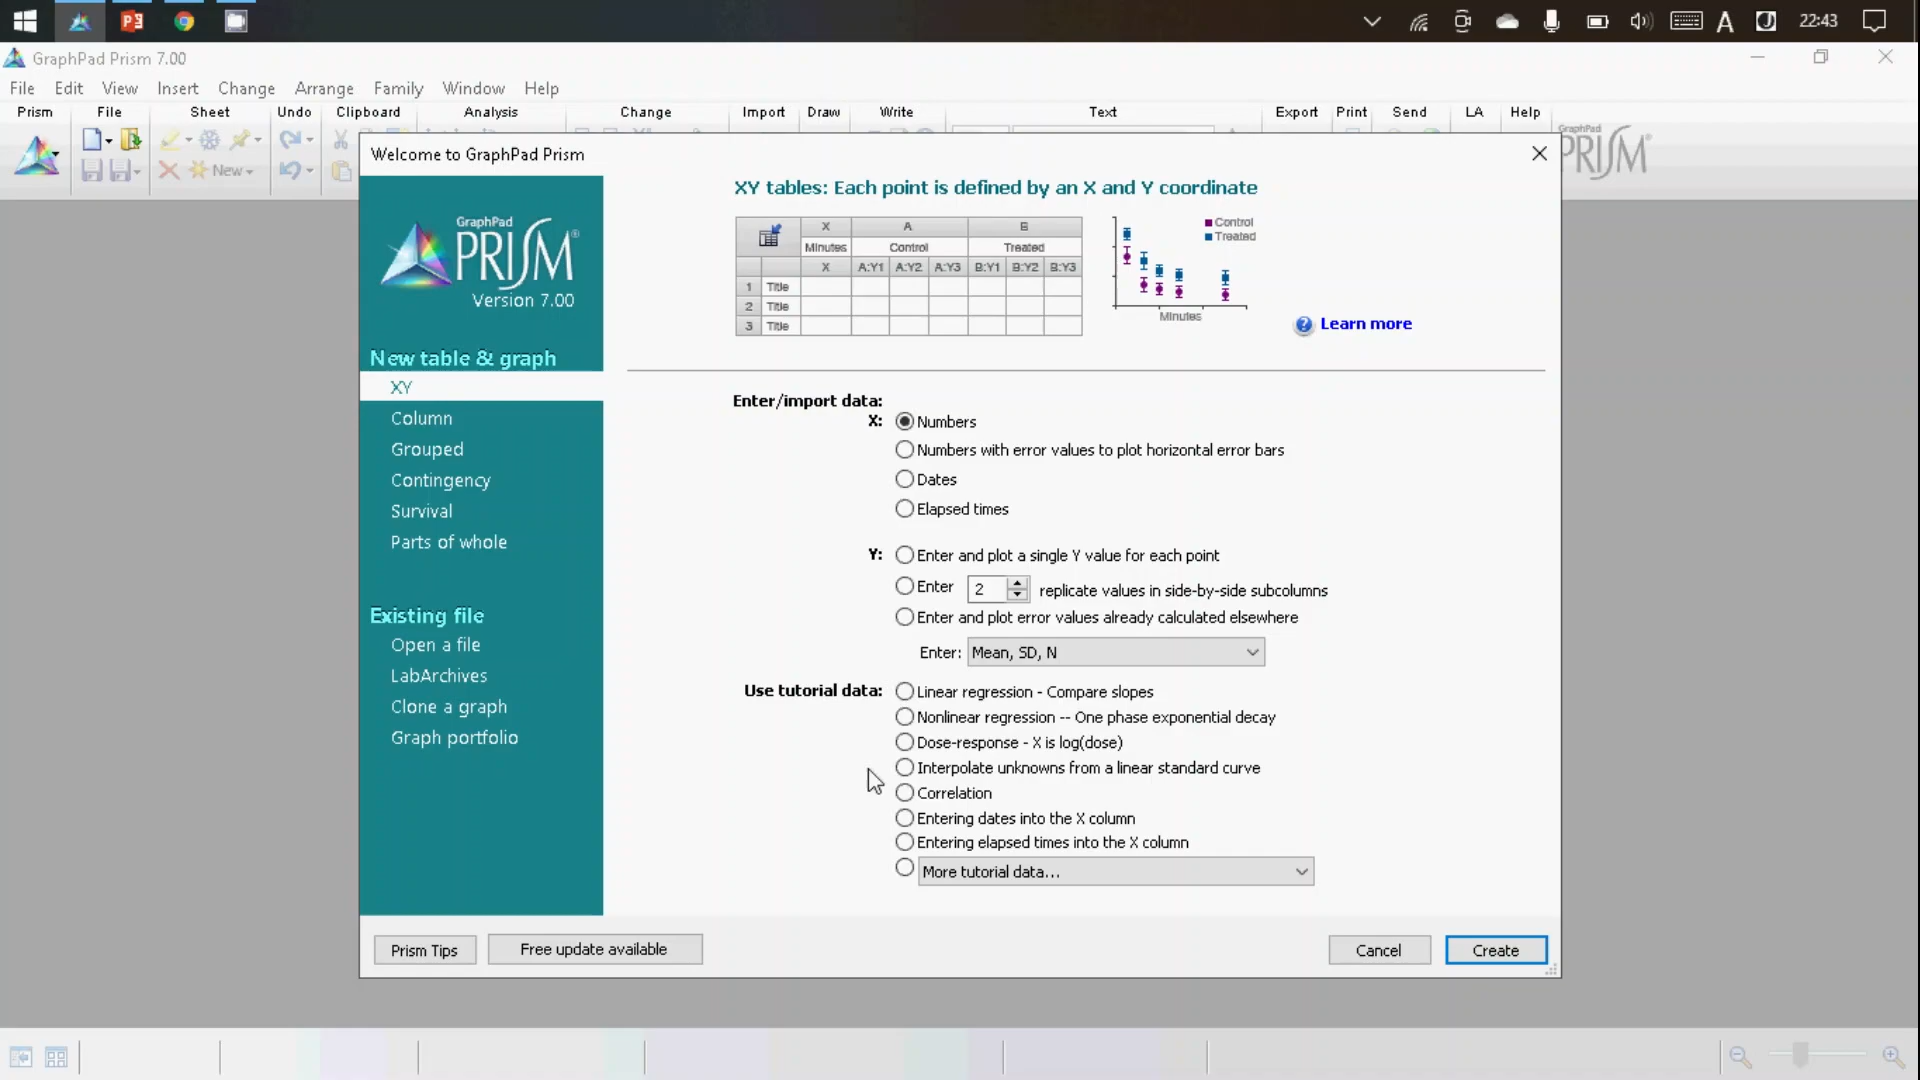 22:43
GraphPad Prism 7.00
File Edit View Insert Change Arrange Family Window Help
Prism File Sheet Undo Clipboard Analysis Change Import Draw Write Text Export Print Send LA Help
New
GraphPad
PRISM
Welcome to GraphPad Prism
GraphPad
PRISM®
Version 7.00
New table & graph
XY
Column
Grouped
Contingency
Survival
Parts of whole
Existing file
Open a file
LabArchives
Clone a graph
Graph portfolio
XY tables: Each point is defined by an X and Y coordinate
X A B
Minutes Control Treated
X A:Y1 A:Y2 A:Y3 B:Y1 B:Y2 B:Y3
1 Title
2 Title
3 Title
Control
Treated
Minutes
Learn more
Enter/import data:
X: Numbers
Numbers with error values to plot horizontal error bars
Dates
Elapsed times
Y: Enter and plot a single Y value for each point
Enter 2 replicate values in side-by-side subcolumns
Enter and plot error values already calculated elsewhere
Enter: Mean, SD, N
Use tutorial data: Linear regression - Compare slopes
Nonlinear regression -- One phase exponential decay
Dose-response - X is log(dose)
Interpolate unknowns from a linear standard curve
Correlation
Entering dates into the X column
Entering elapsed times into the X column
More tutorial data...
Prism Tips Free update available Cancel Create